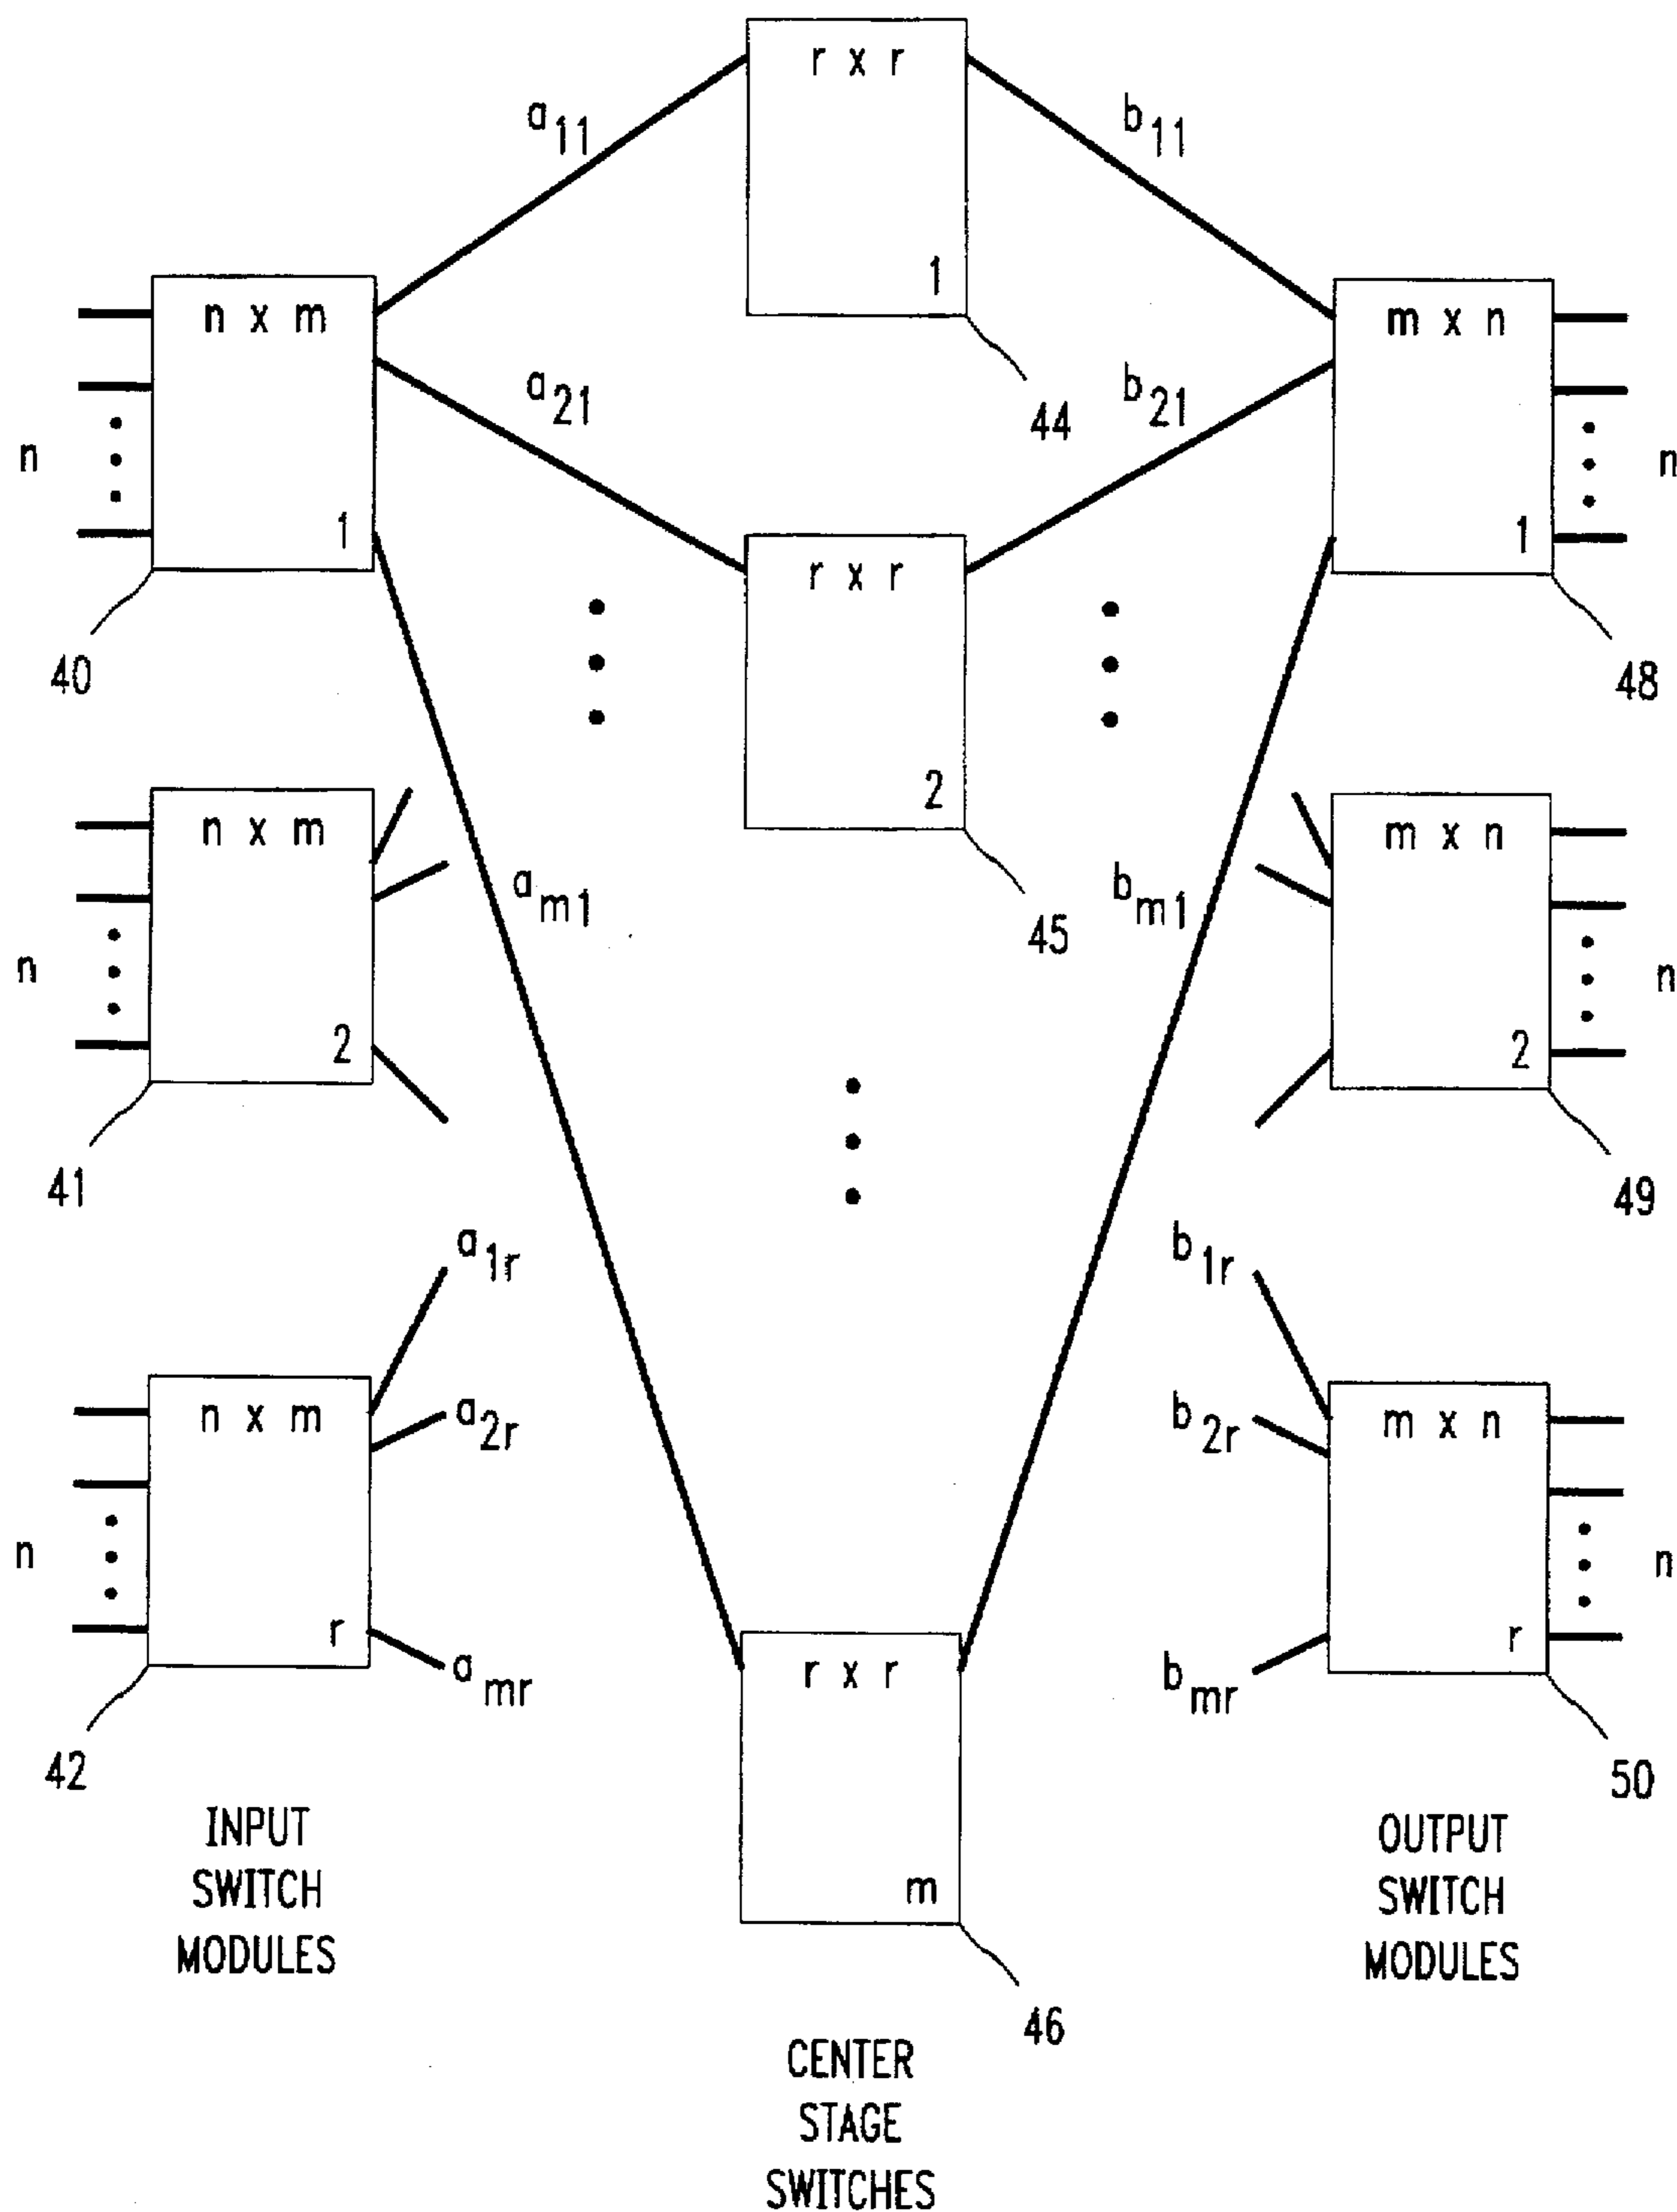 r x r
a11
b11
1
n x m
m x n
a21
b21
44
n
n
1
1
r x r
40
48
2
n x m
m x n
am1
bm1
45
n
n
2
2
41
49
a1r
b1r
n x m
m x n
a2r
b2r
n
n
r
r
r x r
amr
bmr
42
50
INPUT
SWITCH
MODULES
OUTPUT
SWITCH
MODULES
m
46
CENTER
STAGE
SWITCHES